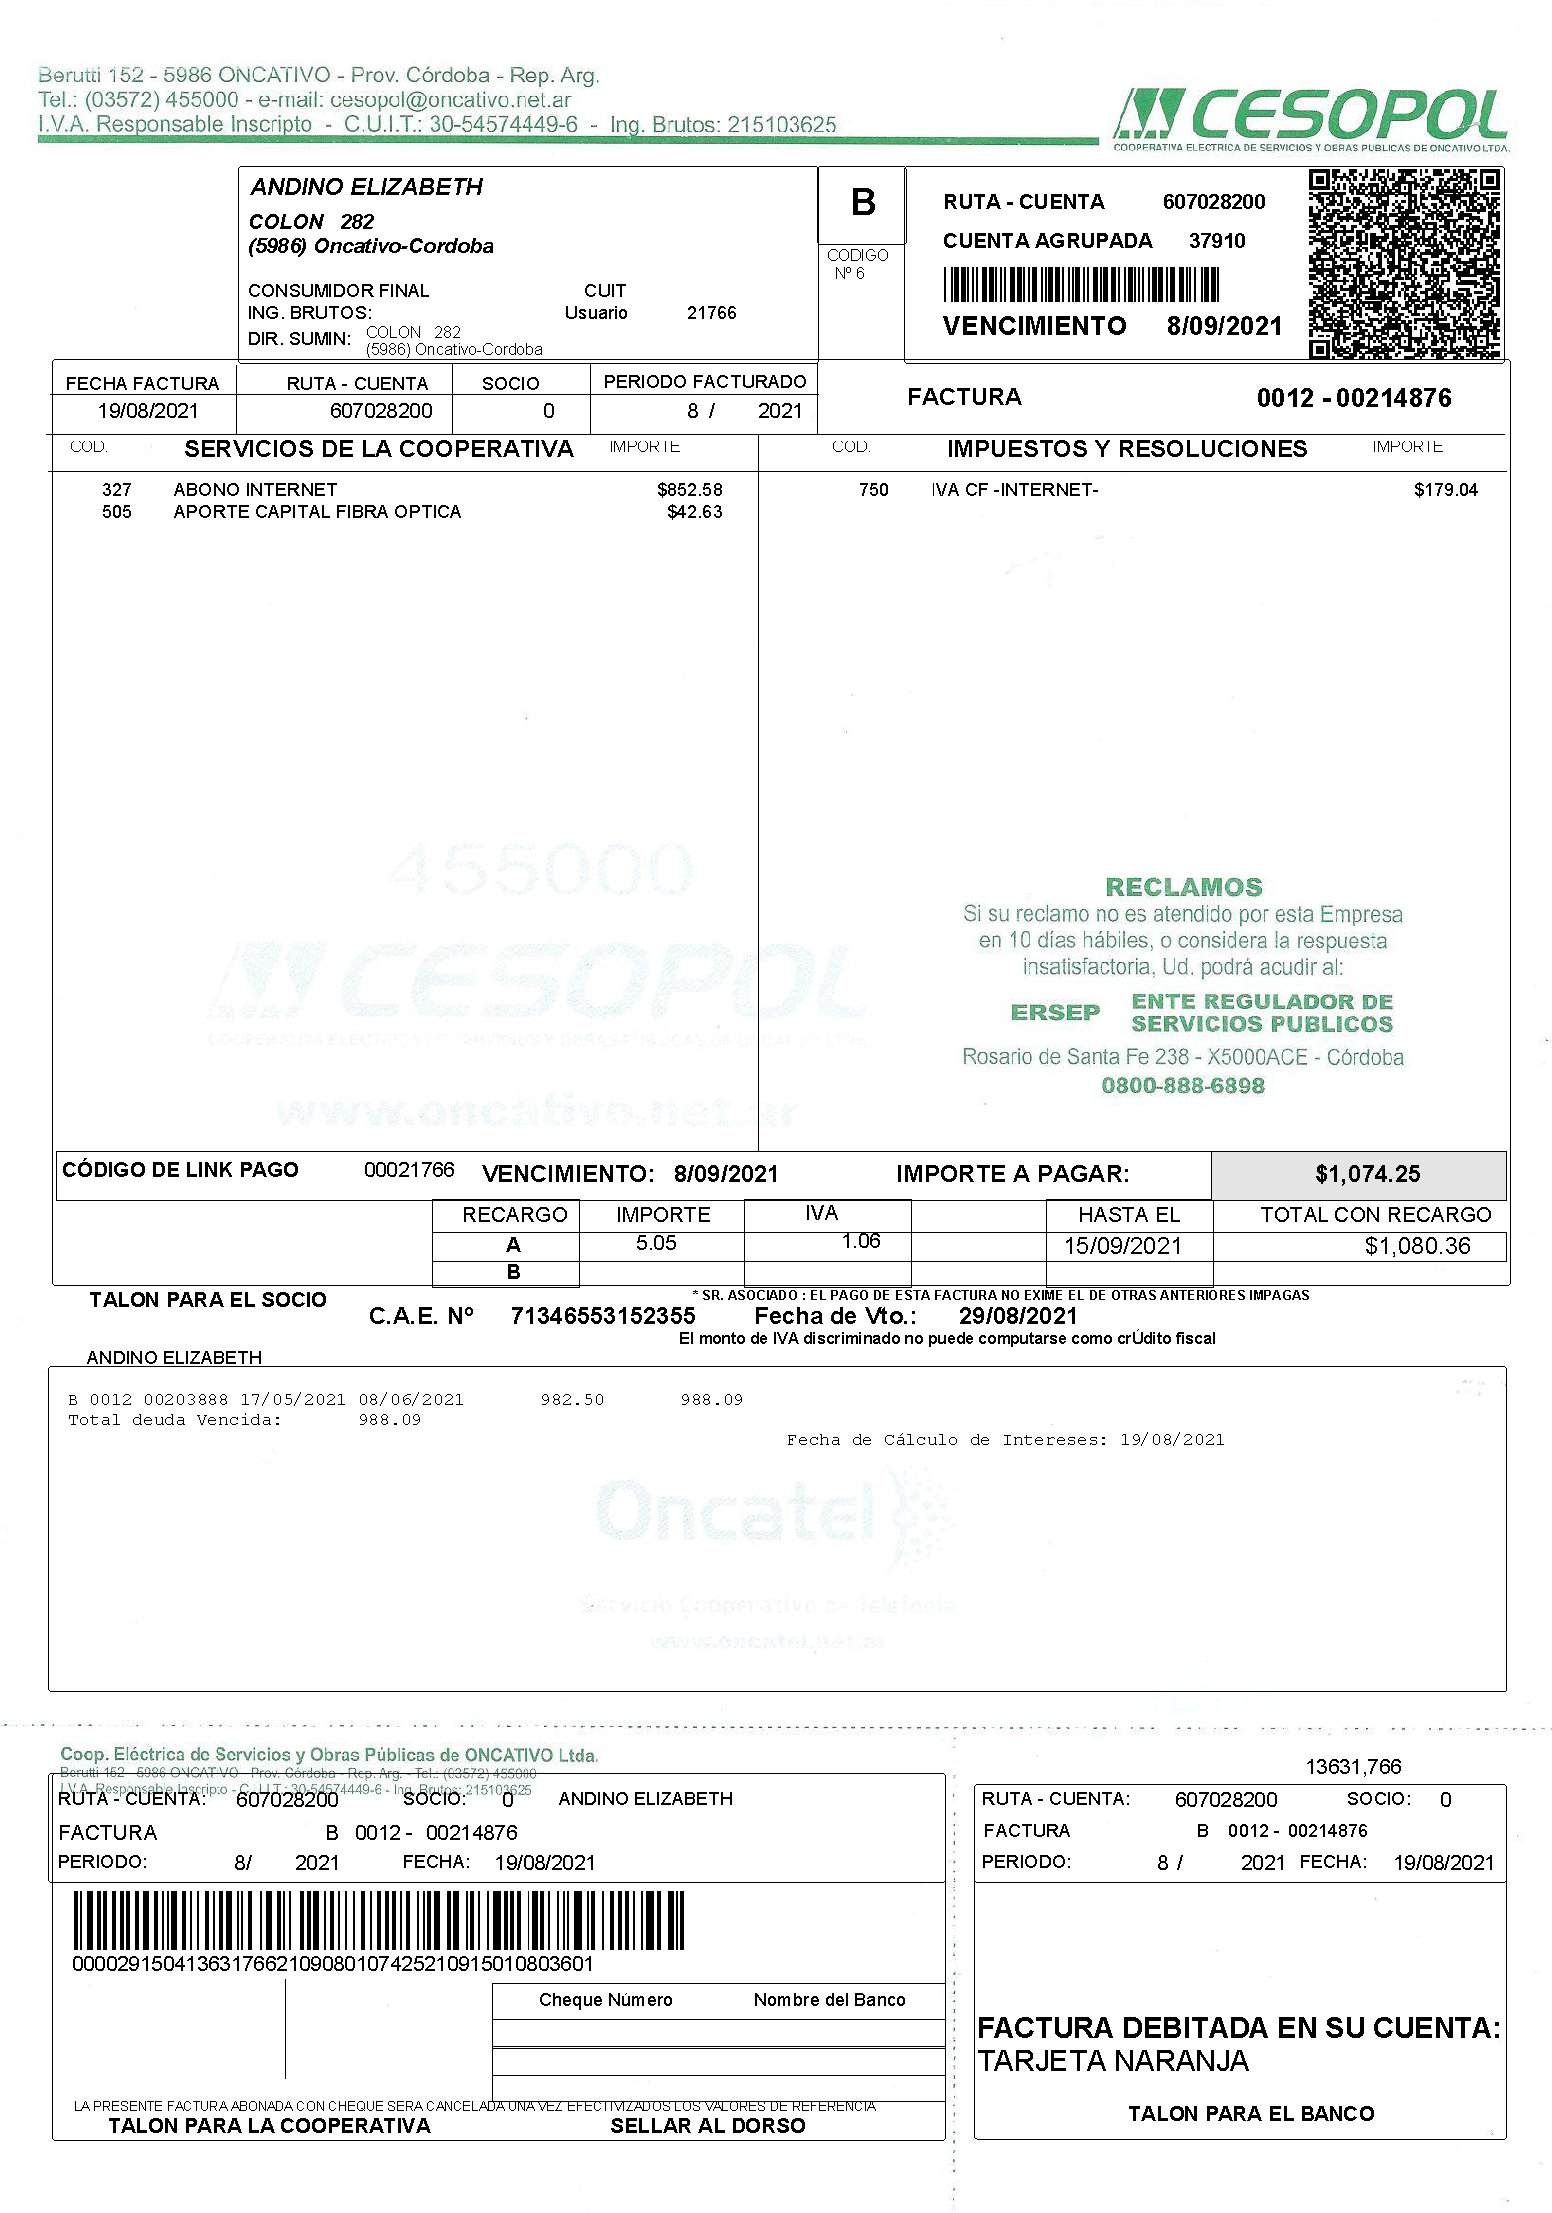 Berutti 152 - 5986 ONCATIVO - Prov. Córdoba - Rep. Arg.
Tel.: (03572) 455000 - e-mail: cesopol@oncativo.net.ar
I.V.A. Responsable Inscripto - C.U.I.T.: 30-54574449-6 - Ing. Brutos: 215103625
CESOPOL
COOPERATIVA ELECTRICA DE SERVICIOS Y OBRAS PUBLICAS DE ONCATIVO LTDA.
ANDINO ELIZABETH
COLON 282
(5986) Oncativo-Cordoba
CONSUMIDOR FINAL CUIT
ING. BRUTOS: Usuario 21766
DIR. SUMIN: COLON 282
(5986) Oncativo-Cordoba
B
CODIGO
Nº 6
RUTA - CUENTA 607028200
CUENTA AGRUPADA 37910
VENCIMIENTO 8/09/2021
FECHA FACTURA RUTA - CUENTA SOCIO PERIODO FACTURADO
19/08/2021 607028200 0 8 / 2021
FACTURA 0012 - 00214876
COD. SERVICIOS DE LA COOPERATIVA IMPORTE COD. IMPUESTOS Y RESOLUCIONES IMPORTE
327 ABONO INTERNET $852.58 750 IVA CF -INTERNET- $179.04
505 APORTE CAPITAL FIBRA OPTICA $42.63
455000
CESOPOL
COOPERATIVA ELECTRICA DE SERVICIOS Y OBRAS PUBLICAS DE ONCATIVO LTDA.
www.oncativo.net.ar
RECLAMOS
Si su reclamo no es atendido por esta Empresa
en 10 días hábiles, o considera la respuesta
insatisfactoria, Ud. podrá acudir al:
ERSEP ENTE REGULADOR DE
SERVICIOS PUBLICOS
Rosario de Santa Fe 238 - X5000ACE - Córdoba
0800-888-6898
CÓDIGO DE LINK PAGO 00021766 VENCIMIENTO: 8/09/2021 IMPORTE A PAGAR: $1,074.25
RECARGO IMPORTE IVA HASTA EL TOTAL CON RECARGO
A 5.05 1.06 15/09/2021 $1,080.36
B
TALON PARA EL SOCIO
* SR. ASOCIADO : EL PAGO DE ESTA FACTURA NO EXIME EL DE OTRAS ANTERIORES IMPAGAS
C.A.E. Nº 71346553152355 Fecha de Vto.: 29/08/2021
El monto de IVA discriminado no puede computarse como crÚdito fiscal
ANDINO ELIZABETH
B 0012 00203888 17/05/2021 08/06/2021 982.50 988.09
Total deuda Vencida: 988.09
Fecha de Cálculo de Intereses: 19/08/2021
Oncatel
Servicio Cooperativo de Telefonía
www.oncatel.net.ar
Coop. Eléctrica de Servicios y Obras Públicas de ONCATIVO Ltda.
Berutti 152 - 5986 ONCATIVO - Prov. Córdoba - Rep. Arg. - Tel.: (03572) 455000
I.V.A. Responsable Inscripto - C.U.I.T.: 30-54574449-6 - Ing. Brutos: 215103625
RUTA - CUENTA: 607028200 SOCIO: 0 ANDINO ELIZABETH
FACTURA B 0012 - 00214876
PERIODO: 8/ 2021 FECHA: 19/08/2021
00002915041363176621090801074252109150108036​01
Cheque Número Nombre del Banco
LA PRESENTE FACTURA ABONADA CON CHEQUE SERA CANCELADA UNA VEZ EFECTIVIZADOS LOS VALORES DE REFERENCIA
TALON PARA LA COOPERATIVA SELLAR AL DORSO
13631,766
RUTA - CUENTA: 607028200 SOCIO: 0
FACTURA B 0012 - 00214876
PERIODO: 8 / 2021 FECHA: 19/08/2021
FACTURA DEBITADA EN SU CUENTA:
TARJETA NARANJA
TALON PARA EL BANCO